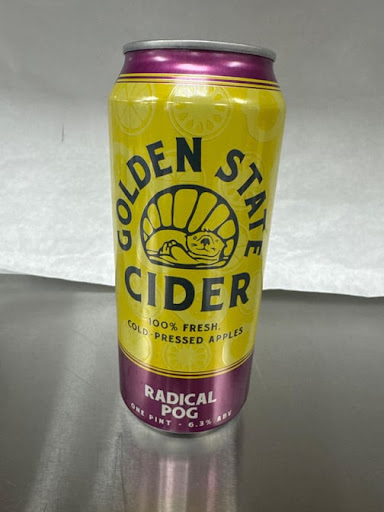 GOLDEN STATE
CIDER
100% FRESH,
COLD-PRESSED APPLES
RADICAL
POG
ONE PINT - 6.3% ABV